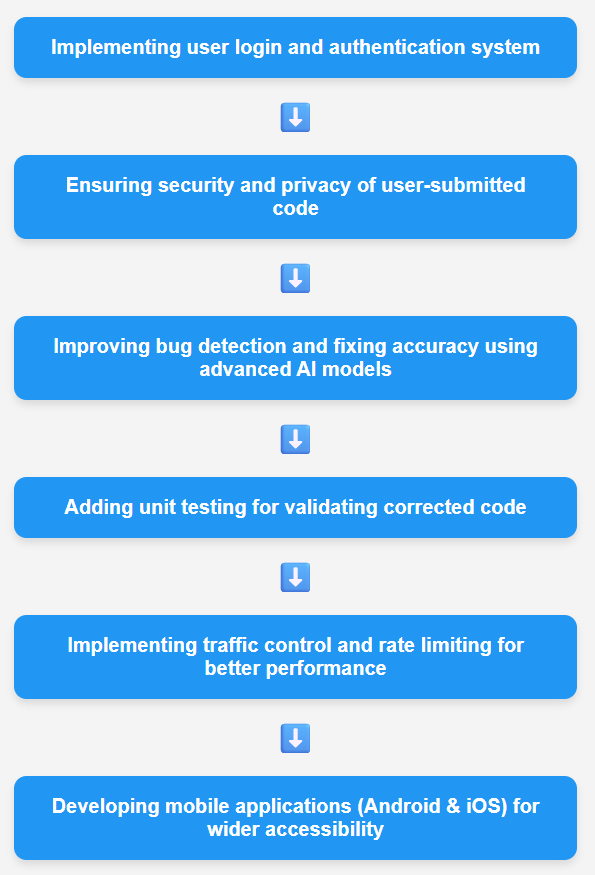 Implementing user login and authentication system
Ensuring security and privacy of user-submitted
code
Improving bug detection and fixing accuracy using
advanced AI models
Adding unit testing for validating corrected code
Implementing traffic control and rate limiting for
better performance
Developing mobile applications (Android & iOS) for
wider accessibility